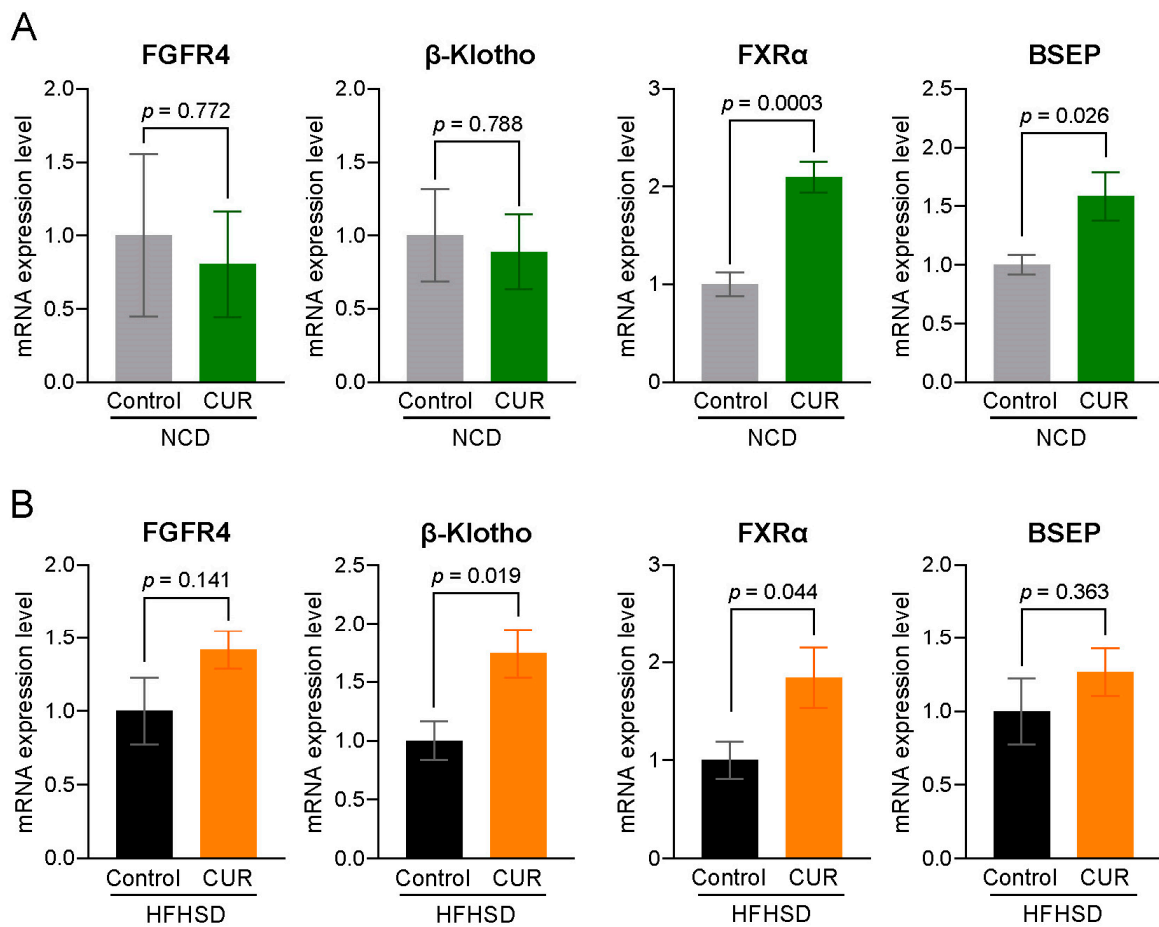 A
FGFR4 β-Klotho FXRα BSEP
mRNA expression level
2.0
1.5
1.0
0.5
0.0
p = 0.772
Control CUR
NCD
mRNA expression level
2.0
1.5
1.0
0.5
0.0
p = 0.788
Control CUR
NCD
mRNA expression level
3
2
1
0
p = 0.0003
Control CUR
NCD
mRNA expression level
2.5
2.0
1.5
1.0
0.5
0.0
p = 0.026
Control CUR
NCD
B
FGFR4 β-Klotho FXRα BSEP
mRNA expression level
2.0
1.5
1.0
0.5
0.0
p = 0.141
Control CUR
HFHSD
mRNA expression level
2.5
2.0
1.5
1.0
0.5
0.0
p = 0.019
Control CUR
HFHSD
mRNA expression level
3
2
1
0
p = 0.044
Control CUR
HFHSD
mRNA expression level
2.0
1.5
1.0
0.5
0.0
p = 0.363
Control CUR
HFHSD